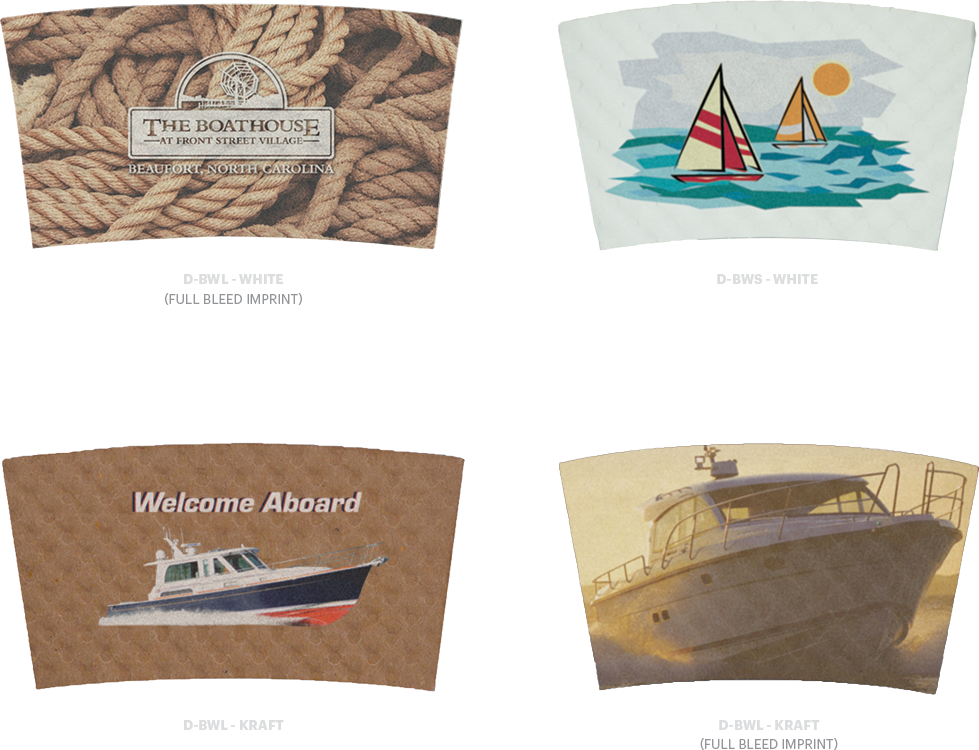 THE BOATHOUSE
AT FRONT STREET VILLAGE
BEAUFORT, NORTH CAROLINA
D-BWL - WHITE
(FULL BLEED IMPRINT)
D-BWS - WHITE
Welcome Aboard
D-BWL - KRAFT
D-BWL - KRAFT
(FULL BLEED IMPRINT)